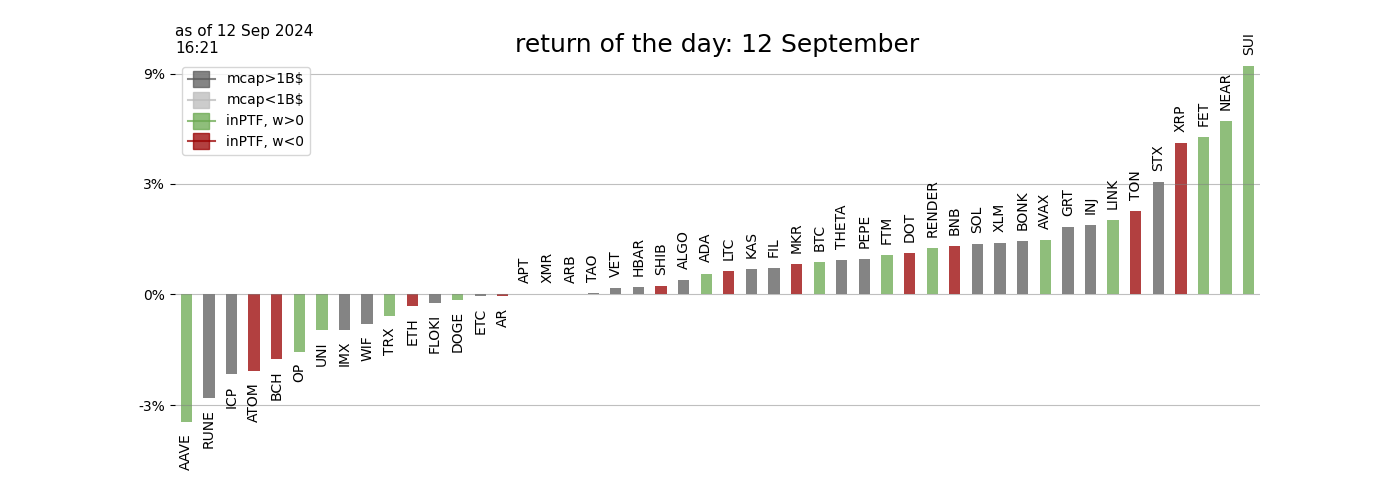 as of 12 Sep 2024
16:21
return of the day: 12 September
mcap>1B$
mcap<1B$
inPTF, w>0
inPTF, w<0
9%
3%
0%
-3%
AAVE
RUNE
ICP
ATOM
BCH
OP
UNI
IMX
WIF
TRX
ETH
FLOKI
DOGE
ETC
AR
APT
XMR
ARB
TAO
VET
HBAR
SHIB
ALGO
ADA
LTC
KAS
FIL
MKR
BTC
THETA
PEPE
FTM
DOT
RENDER
BNB
SOL
XLM
BONK
AVAX
GRT
INJ
LINK
TON
STX
XRP
FET
NEAR
SUI